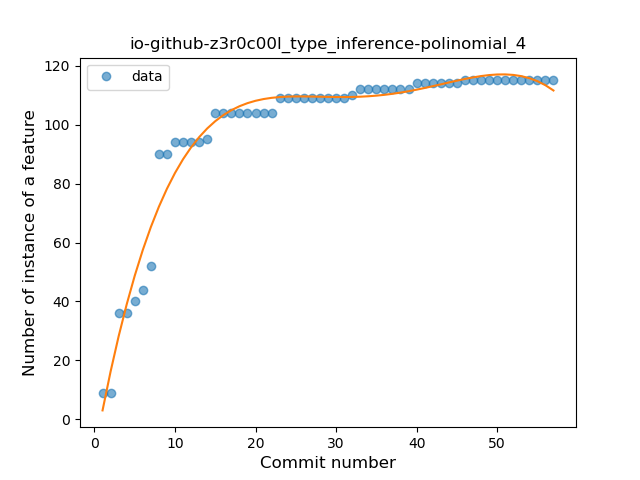 io-github-z3r0c00l_type_inference-polinomial_4
data
Number of instance of a feature
120
100
80
60
40
20
0
0 10 20 30 40 50
Commit number